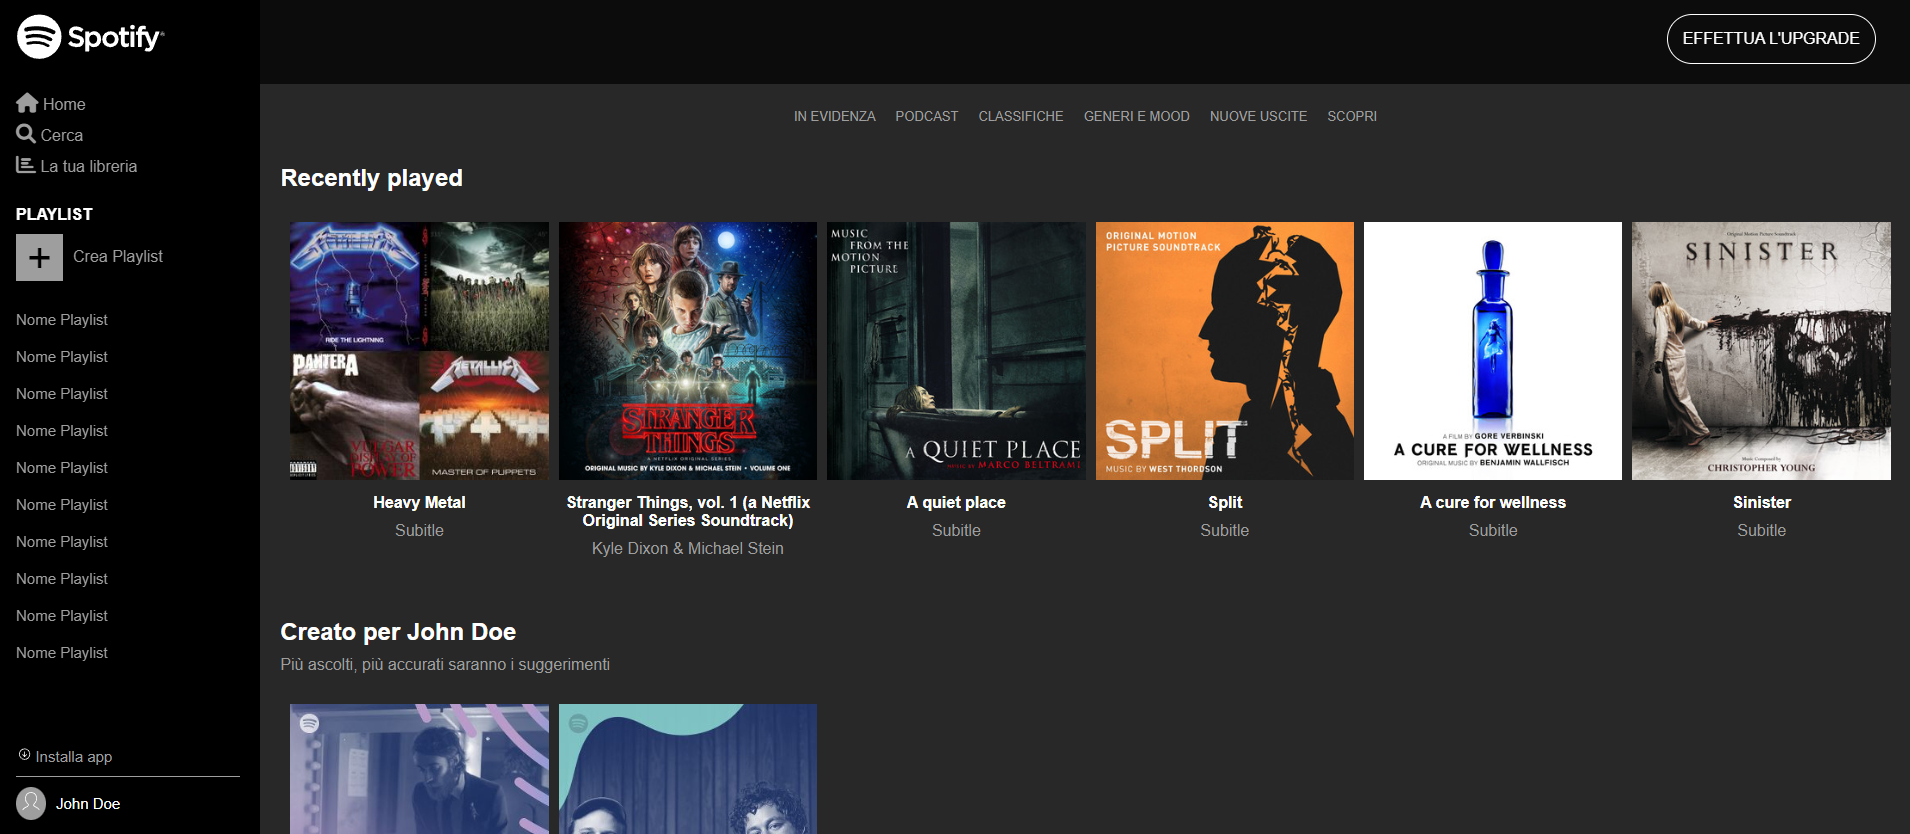 Spotify
EFFETTUA L'UPGRADE
Home
Cerca
La tua libreria
PLAYLIST
Crea Playlist
Nome Playlist
Nome Playlist
Nome Playlist
Nome Playlist
Nome Playlist
Nome Playlist
Nome Playlist
Nome Playlist
Nome Playlist
Nome Playlist
Installa app
John Doe
IN EVIDENZA PODCAST CLASSIFICHE GENERI E MOOD NUOVE USCITE SCOPRI
Recently played
METALLICA
RIDE THE LIGHTNING
PANTERA
VULGAR
DISPLAY OF
POWER
METALLICA
MASTER OF PUPPETS
Heavy Metal
Subitle
STRANGER
THINGS
A NETFLIX ORIGINAL SERIES
ORIGINAL MUSIC BY KYLE DIXON & MICHAEL STEIN • VOLUME ONE
Stranger Things, vol. 1 (a Netflix
Original Series Soundtrack)
Kyle Dixon & Michael Stein
MUSIC
FROM THE
MOTION
PICTURE
A QUIET PLACE
MUSIC BY MARCO BELTRAMI
A quiet place
Subitle
ORIGINAL MOTION
PICTURE SOUNDTRACK
SPLIT
MUSIC BY WEST THORDSON
Split
Subitle
A FILM BY GORE VERBINSKI
A CURE FOR WELLNESS
ORIGINAL MUSIC BY BENJAMIN WALLFISCH
A cure for wellness
Subitle
Original Motion Picture Soundtrack
SINISTER
Music Composed by
CHRISTOPHER YOUNG
Sinister
Subitle
Creato per John Doe
Più ascolti, più accurati saranno i suggerimenti